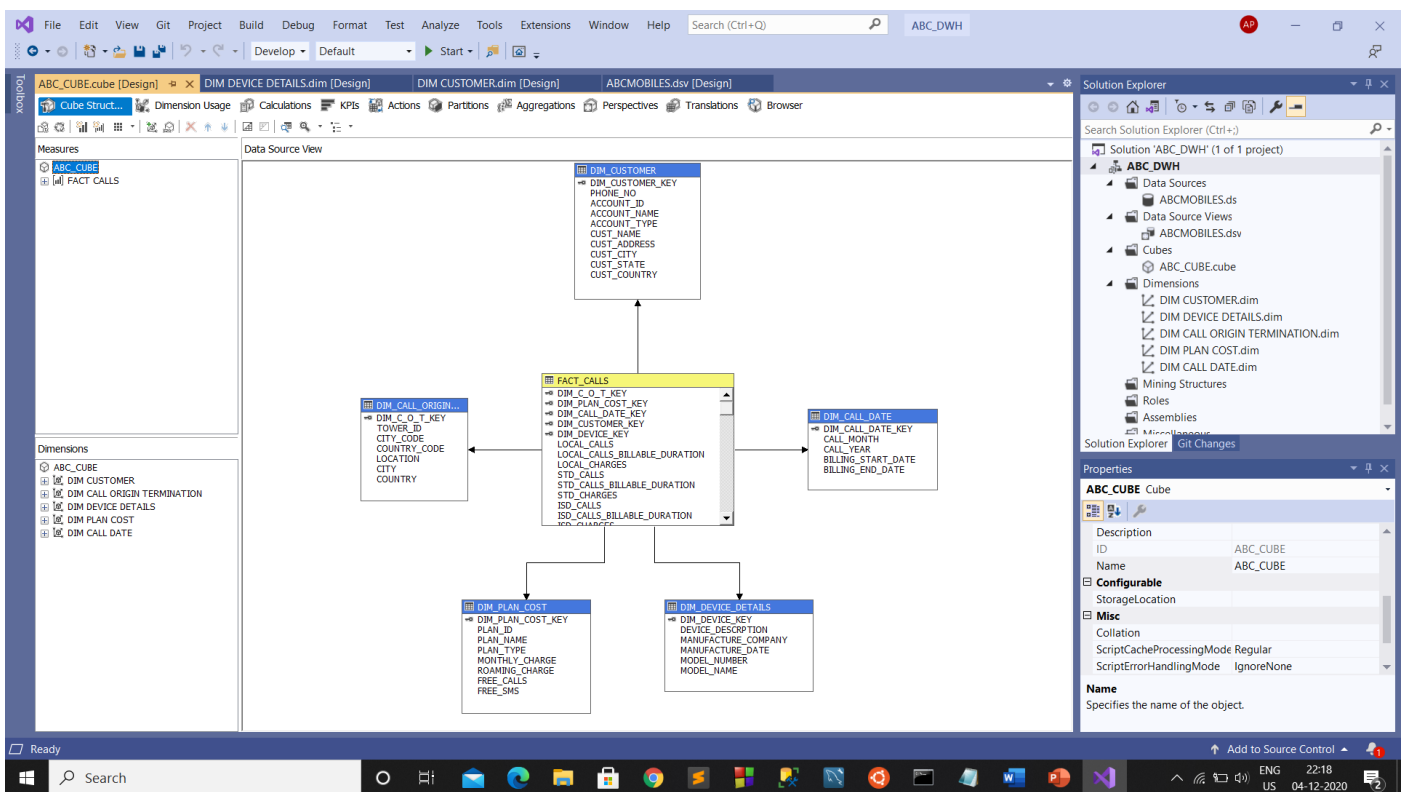 File Edit View Git Project Build Debug Format Test Analyze Tools Extensions Window Help Search (Ctrl+Q) ABC_DWH AP
Develop Default Start
Toolbox
ABC_CUBE.cube [Design] DIM DEVICE DETAILS.dim [Design] DIM CUSTOMER.dim [Design] ABCMOBILES.dsv [Design]
Cube Struct... Dimension Usage Calculations KPIs Actions Partitions Aggregations Perspectives Translations Browser
Measures
ABC_CUBE
FACT CALLS
Dimensions
ABC_CUBE
DIM CUSTOMER
DIM CALL ORIGIN TERMINATION
DIM DEVICE DETAILS
DIM PLAN COST
DIM CALL DATE
Data Source View
DIM_CUSTOMER
DIM_CUSTOMER_KEY
PHONE_NO
ACCOUNT_ID
ACCOUNT_NAME
ACCOUNT_TYPE
CUST_NAME
CUST_ADDRESS
CUST_CITY
CUST_STATE
CUST_COUNTRY
DIM_CALL_ORIGIN...
DIM_C_O_T_KEY
TOWER_ID
CITY_CODE
COUNTRY_CODE
LOCATION
CITY
COUNTRY
FACT_CALLS
DIM_C_O_T_KEY
DIM_PLAN_COST_KEY
DIM_CALL_DATE_KEY
DIM_CUSTOMER_KEY
DIM_DEVICE_KEY
LOCAL_CALLS
LOCAL_CALLS_BILLABLE_DURATION
LOCAL_CHARGES
STD_CALLS
STD_CALLS_BILLABLE_DURATION
STD_CHARGES
ISD_CALLS
ISD_CALLS_BILLABLE_DURATION
ISD_CHARGES
DIM_CALL_DATE
DIM_CALL_DATE_KEY
CALL_MONTH
CALL_YEAR
BILLING_START_DATE
BILLING_END_DATE
DIM_PLAN_COST
DIM_PLAN_COST_KEY
PLAN_ID
PLAN_NAME
PLAN_TYPE
MONTHLY_CHARGE
ROAMING_CHARGE
FREE_CALLS
FREE_SMS
DIM_DEVICE_DETAILS
DIM_DEVICE_KEY
DEVICE_DESCRPTION
MANUFACTURE_COMPANY
MANUFACTURE_DATE
MODEL_NUMBER
MODEL_NAME
Solution Explorer
Search Solution Explorer (Ctrl+;)
Solution 'ABC_DWH' (1 of 1 project)
ABC_DWH
Data Sources
ABCMOBILES.ds
Data Source Views
ABCMOBILES.dsv
Cubes
ABC_CUBE.cube
Dimensions
DIM CUSTOMER.dim
DIM DEVICE DETAILS.dim
DIM CALL ORIGIN TERMINATION.dim
DIM PLAN COST.dim
DIM CALL DATE.dim
Mining Structures
Roles
Assemblies
Miscellaneous
Solution Explorer Git Changes
Properties
ABC_CUBE Cube
Description
ID ABC_CUBE
Name ABC_CUBE
Configurable
StorageLocation
Misc
Collation
ScriptCacheProcessingMode Regular
ScriptErrorHandlingMode IgnoreNone
Name
Specifies the name of the object.
Ready Add to Source Control 1
Search ENG 22:18
US 04-12-2020 2